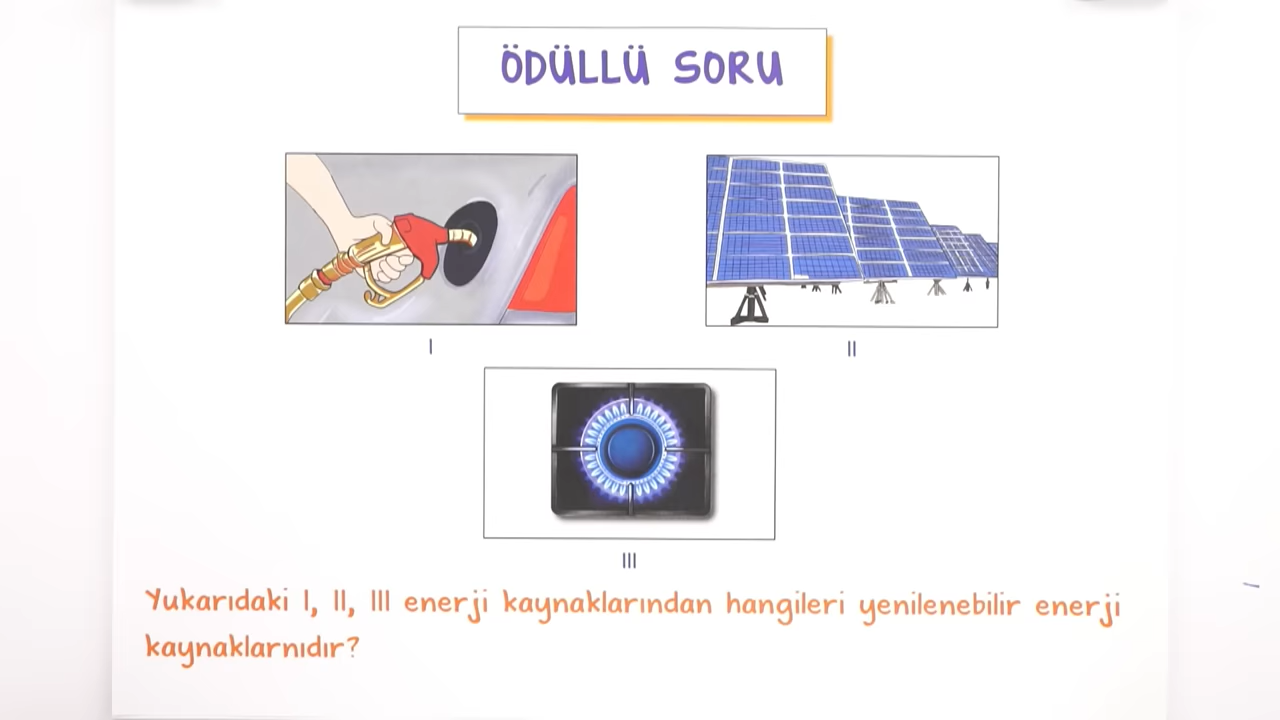 ÖDÜLLÜ SORU
I
II
III
Yukarıdaki I, II, III enerji kaynaklarından hangileri yenilenebilir enerji
kaynaklarnıdır?